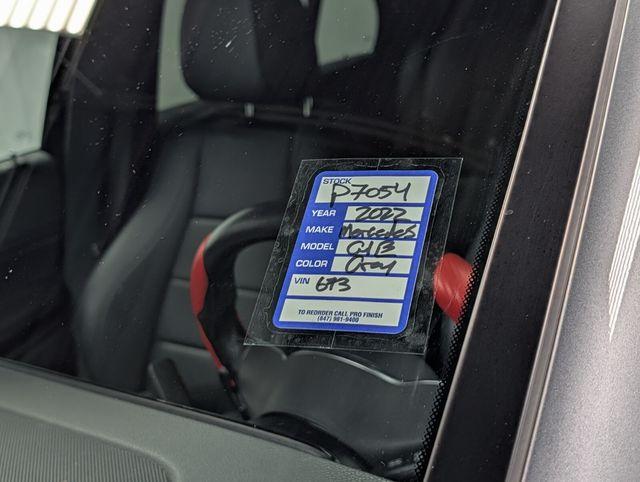 STOCK P7054
YEAR 2022
MAKE Mercedes
MODEL GLB
COLOR Gray
VIN
TO REORDER CALL PRO FINISH
(847) 981-9400